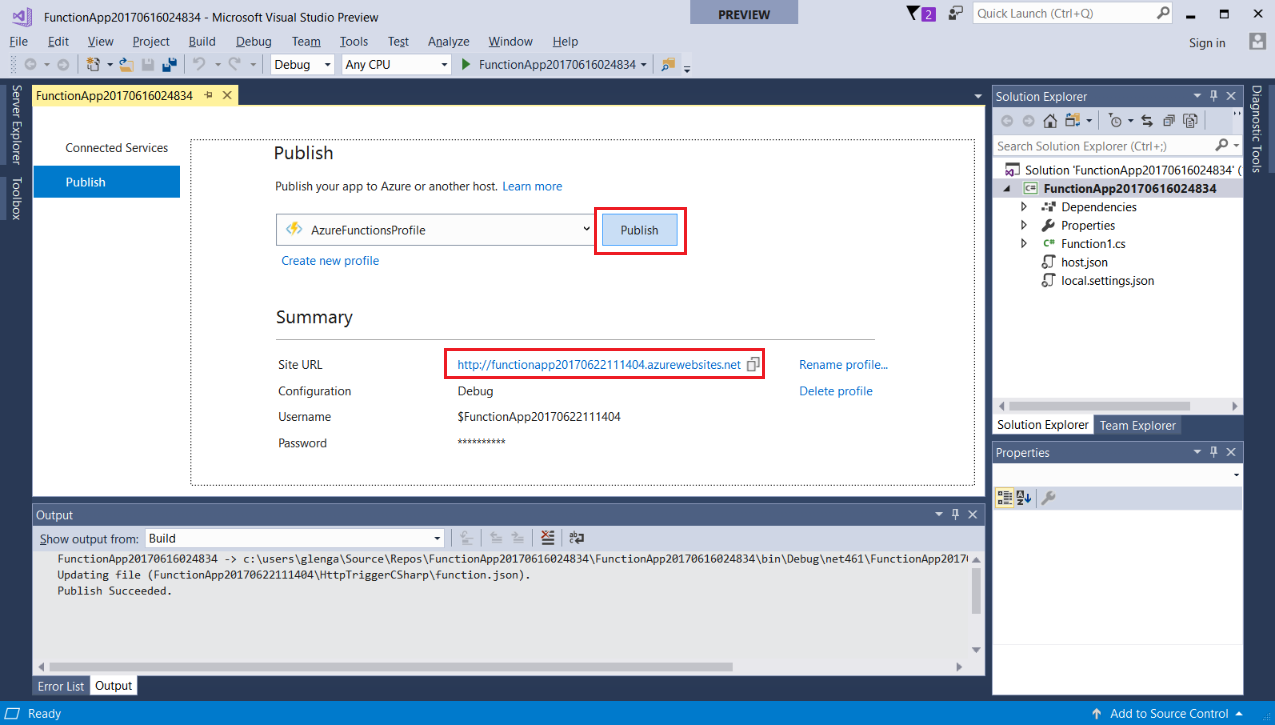 FunctionApp20170616024834 - Microsoft Visual Studio Preview
PREVIEW
2
Quick Launch (Ctrl+Q)
File Edit View Project Build Debug Team Tools Test Analyze Window Help
Sign in
Debug
Any CPU
FunctionApp20170616024834
Server Explorer
Toolbox
FunctionApp20170616024834
Connected Services
Publish
Publish
Publish your app to Azure or another host. Learn more
AzureFunctionsProfile
Publish
Create new profile
Summary
Site URL http://functionapp20170622111404.azurewebsites.net Rename profile...
Configuration Debug Delete profile
Username $FunctionApp20170622111404
Password **********
Output
Show output from: Build
FunctionApp20170616024834 -> c:\users\glenga\Source\Repos\FunctionApp20170616024834\FunctionApp20170616024834\bin\Debug\net461\FunctionApp2017
Updating file (FunctionApp20170622111404\HttpTriggerCSharp\function.json).
Publish Succeeded.
Error List Output
Solution Explorer
Search Solution Explorer (Ctrl+;)
Solution 'FunctionApp20170616024834' (
C# FunctionApp20170616024834
Dependencies
Properties
C# Function1.cs
host.json
local.settings.json
Solution Explorer Team Explorer
Properties
Diagnostic Tools
Ready
Add to Source Control